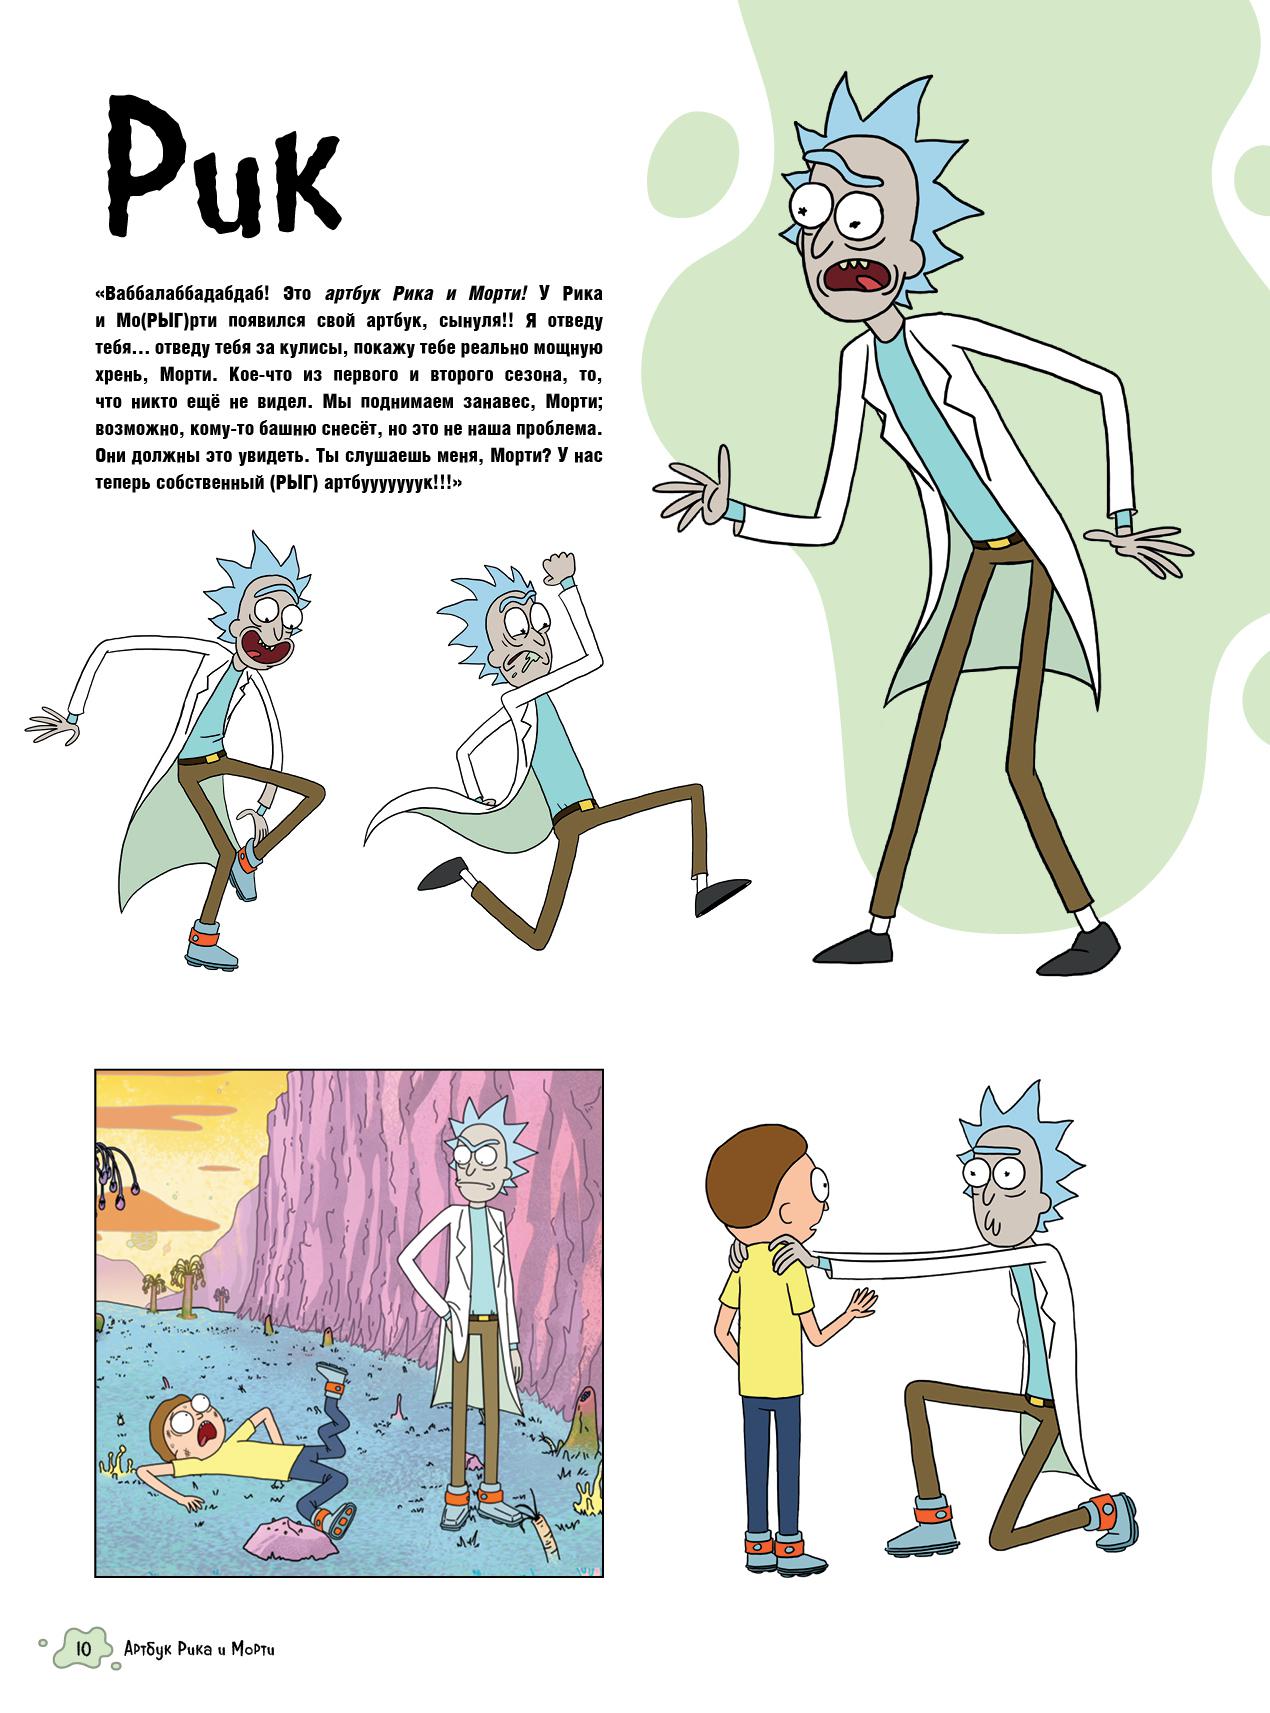 Рик
«Ваббалаббадабдаб! Это артбук Рика и Морти! У Рика
и Мо(РЫГ)рти появился свой артбук, сынуля!! Я отведу
тебя... отведу тебя за кулисы, покажу тебе реально мощную
хрень, Морти. Кое-что из первого и второго сезона, то,
что никто ещё не видел. Мы поднимаем занавес, Морти;
возможно, кому-то башню снесёт, но это не наша проблема.
Они должны это увидеть. Ты слушаешь меня, Морти? У нас
теперь собственный (РЫГ) артбууууууук!!!»
10 Артбук Рика и Морти